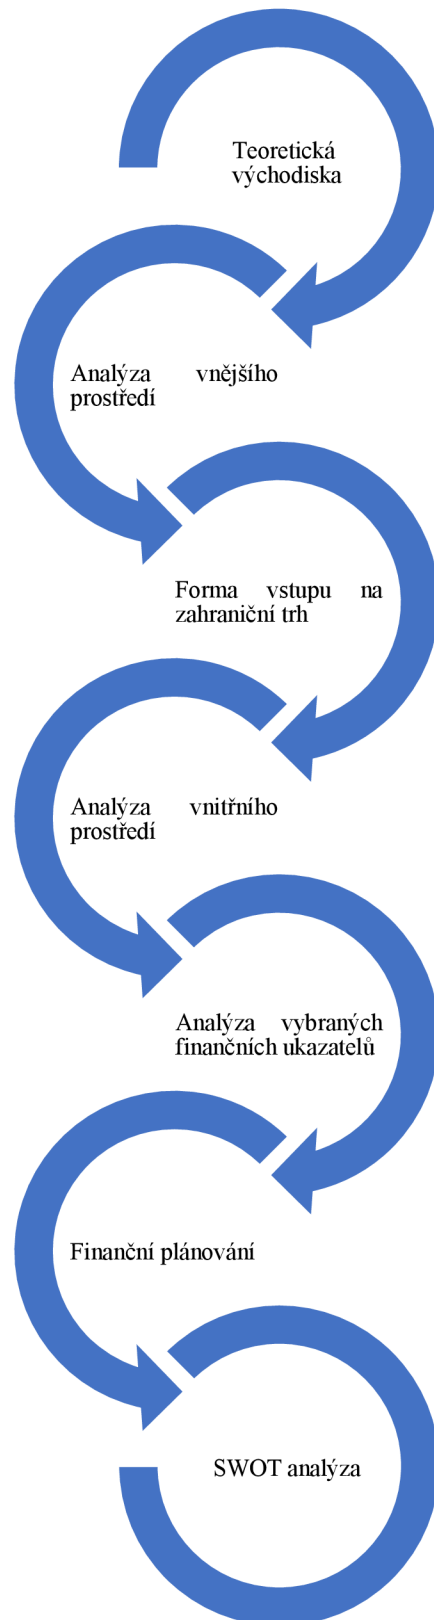 Teoretická
východiska
Analýza vnějšího
prostředí
Forma vstupu na
zahraniční trh
Analýza vnitřního
prostředí
Analýza vybraných
finančních ukazatelů
Finanční plánování
SWOT analýza